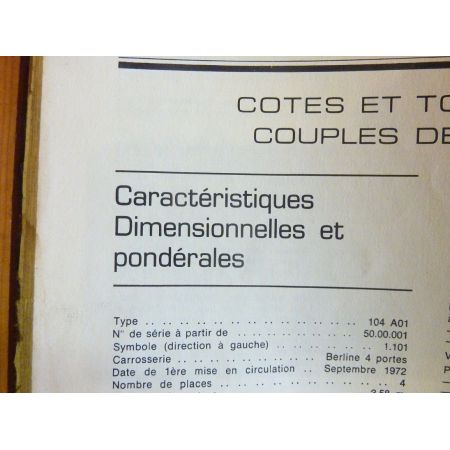 COTES ET TO
COUPLES DE
Caractéristiques
Dimensionnelles et
pondérales
Type .. .. .. .. .. .. .. .. .. .. .. .. .. .. .. 104 A01
N° de série à partir de .. .. .. .. .. .. .. .. 50.00.001
Symbole (direction à gauche) .. .. .. .. .. .. .. 1.101
Carrosserie .. .. .. .. .. .. .. .. .. Berline 4 portes
Date de 1ère mise en circulation .. Septembre 1972
Nombre de places .. .. .. .. .. .. .. .. .. .. .. 4